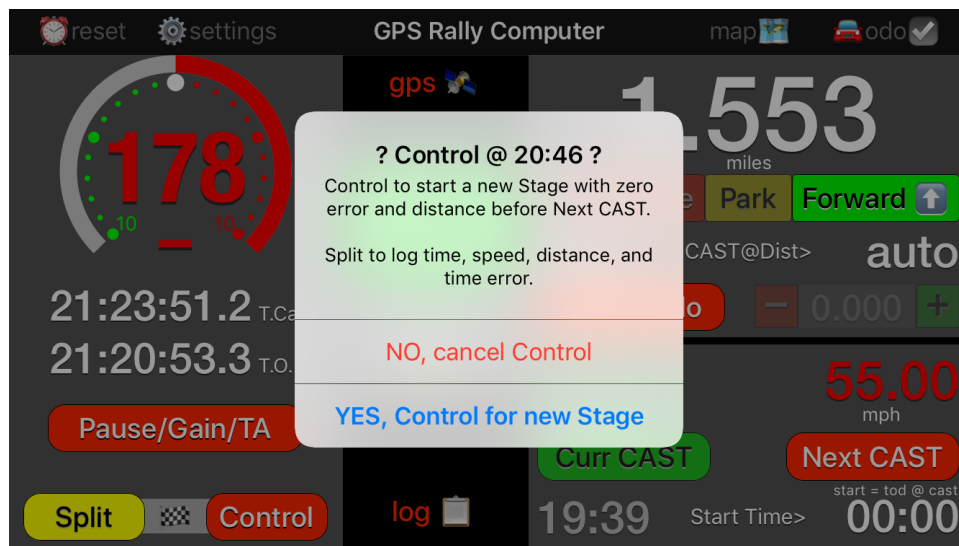 reset settings GPS Rally Computer map odo
gps
178
10 10
1.553
miles
Park Forward
CAST@Dist> auto
0.000
? Control @ 20:46 ?
Control to start a new Stage with zero
error and distance before Next CAST.
Split to log time, speed, distance, and
time error.
NO, cancel Control
YES, Control for new Stage
21:23:51.2 T.Ca
21:20:53.3 T.O.
Pause/Gain/TA
Split Control
log
55.00
mph
Curr CAST Next CAST
start = tod @ cast
19:39 Start Time> 00:00